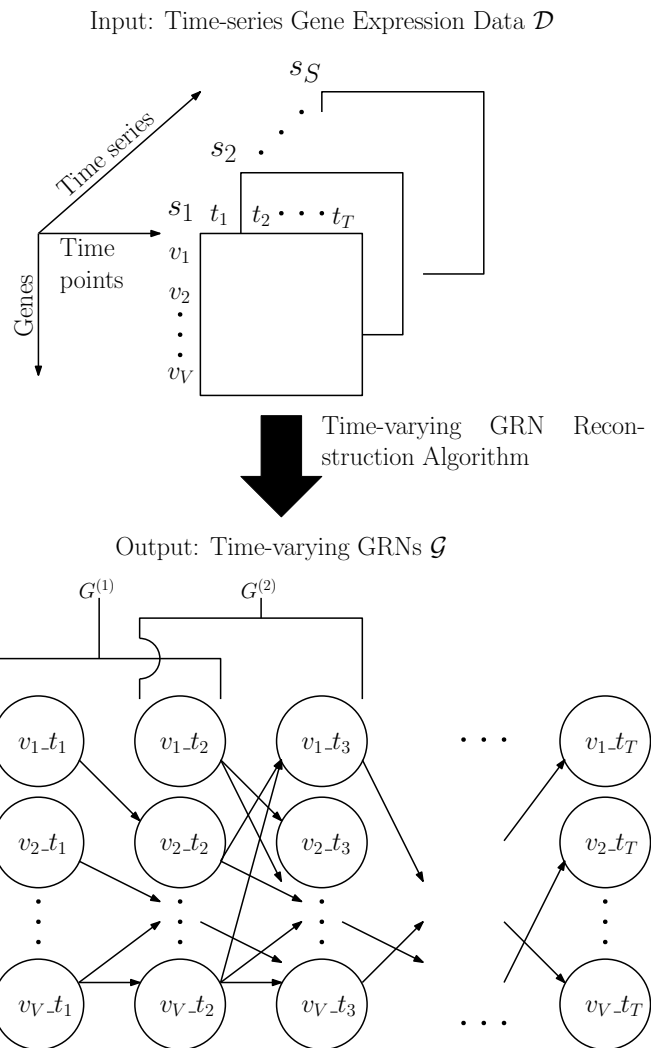 Input: Time-series Gene Expression Data 𝓓
s_S
Time series
s_2
s_1 t_1 t_2 · · · t_T
Time
points
Genes
v_1
v_2
v_V
Time-varying GRN Recon-
struction Algorithm
Output: Time-varying GRNs 𝓖
G^{(1)} G^{(2)}
v_1_t_1 v_1_t_2 v_1_t_3 · · · v_1_t_T
v_2_t_1 v_2_t_2 v_2_t_3 v_2_t_T
v_V_t_1 v_V_t_2 v_V_t_3 · · · v_V_t_T